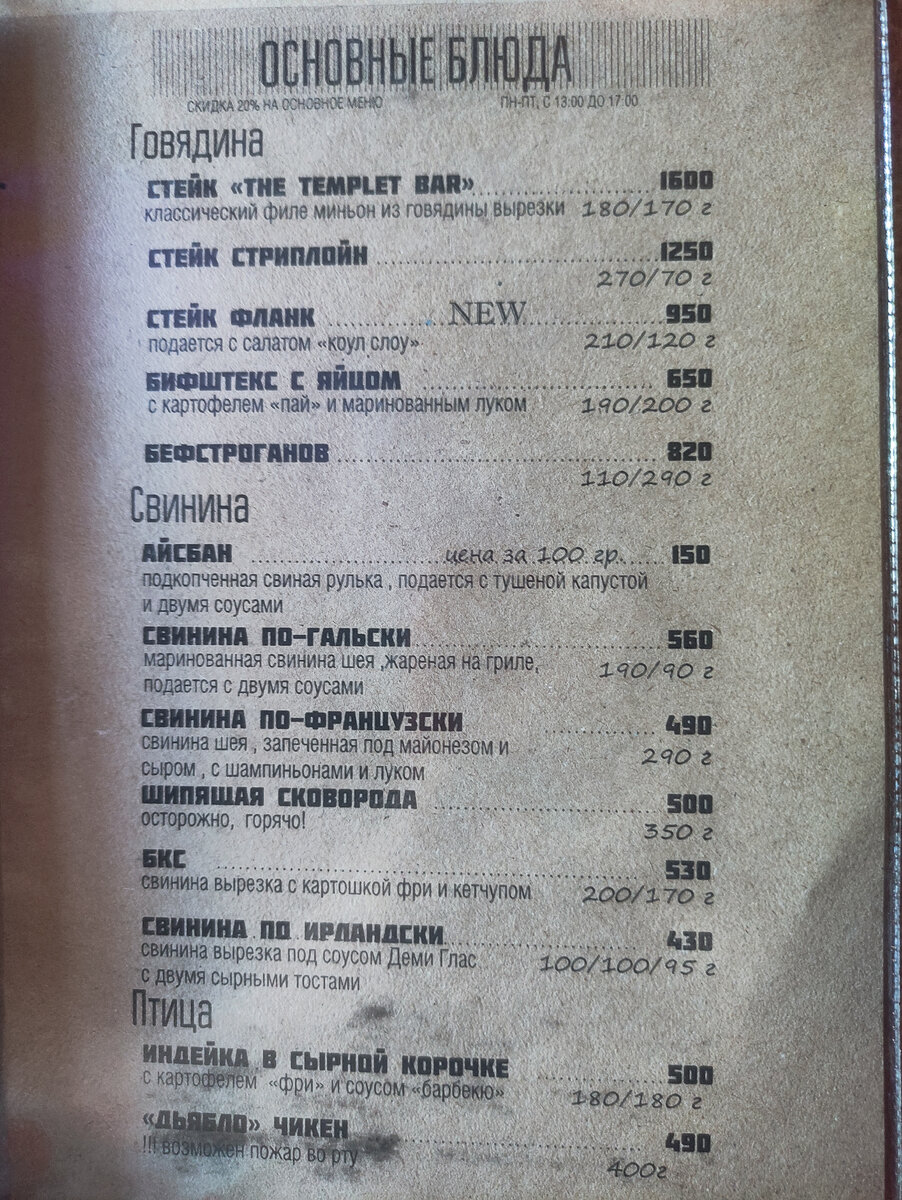 ОСНОВНЫЕ БЛЮДА
СКИДКА 20% НА ОСНОВНОЕ МЕНЮ ПН-ПТ, С 13:00 ДО 17:00
Говядина
СТЕЙК «THE TEMPLET BAR» 1600
классический филе миньон из говядины вырезки 180/170 г
СТЕЙК СТРИПЛОЙН 1250
270/70 г
СТЕЙК ФЛАНК NEW 950
подается с салатом «коул слоу» 210/120 г
БИФШТЕКС С ЯЙЦОМ 650
с картофелем «пай» и маринованным луком 190/200 г
БЕФСТРОГАНОВ 820
110/290 г
Свинина
АЙСБАН цена за 100 гр. 150
подкопченная свиная рулька , подается с тушеной капустой
и двумя соусами
СВИНИНА ПО-ГАЛЬСКИ 560
маринованная свинина шея ,жареная на гриле, 190/90 г
подается с двумя соусами
СВИНИНА ПО-ФРАНЦУЗСКИ 490
свинина шея , запеченная под майонезом и 290 г
сыром , с шампиньонами и луком
ШИПЯЩАЯ СКОВОРОДА 500
осторожно, горячо! 350 г
БКС 530
свинина вырезка с картошкой фри и кетчупом 200/170 г
СВИНИНА ПО ИРЛАНДСКИ 430
свинина вырезка под соусом Деми Глас 100/100/95 г
с двумя сырными тостами
Птица
ИНДЕЙКА В СЫРНОЙ КОРОЧКЕ 500
с картофелем «фри» и соусом «барбекю» 180/180 г
«ДЬЯБЛО» ЧИКЕН 490
!!! возможен пожар во рту 400г